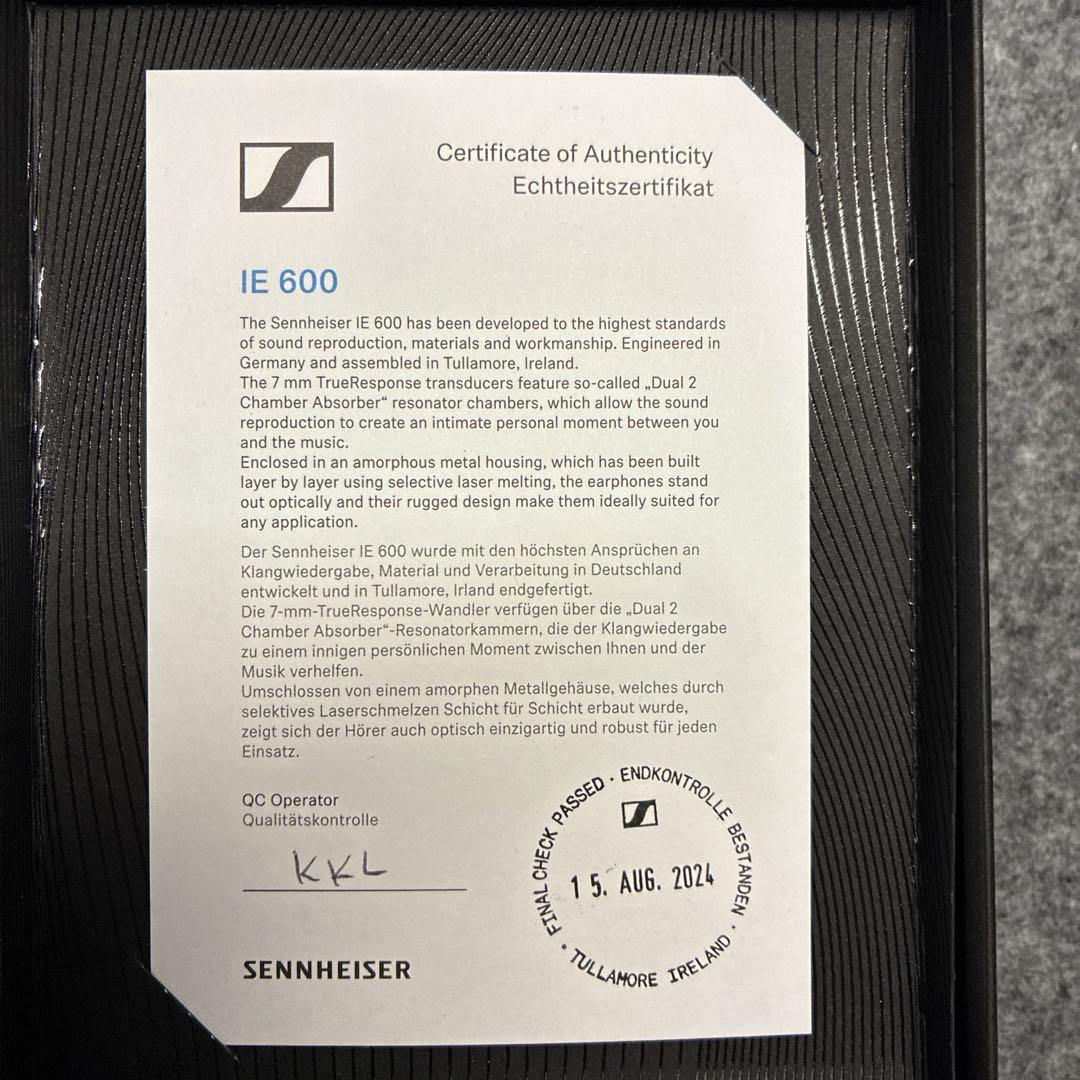 Certificate of Authenticity
Echtheitszertifikat
IE 600
The Sennheiser IE 600 has been developed to the highest standards
of sound reproduction, materials and workmanship. Engineered in
Germany and assembled in Tullamore, Ireland.
The 7 mm TrueResponse transducers feature so-called „Dual 2
Chamber Absorber“ resonator chambers, which allow the sound
reproduction to create an intimate personal moment between you
and the music.
Enclosed in an amorphous metal housing, which has been built
layer by layer using selective laser melting, the earphones stand
out optically and their rugged design make them ideally suited for
any application.
Der Sennheiser IE 600 wurde mit den höchsten Ansprüchen an
Klangwiedergabe, Material und Verarbeitung in Deutschland
entwickelt und in Tullamore, Irland endgefertigt.
Die 7-mm-TrueResponse-Wandler verfügen über die „Dual 2
Chamber Absorber“-Resonatorkammern, die der Klangwiedergabe
zu einem innigen persönlichen Moment zwischen Ihnen und der
Musik verhelfen.
Umschlossen von einem amorphen Metallgehäuse, welches durch
selektives Laserschmelzen Schicht für Schicht erbaut wurde,
zeigt sich der Hörer auch optisch einzigartig und robust für jeden
Einsatz.
QC Operator
Qualitätskontrolle
KKL
SENNHEISER
· FINAL CHECK PASSED · ENDKONTROLLE BESTANDEN
· TULLAMORE IRELAND ·
15. AUG. 2024